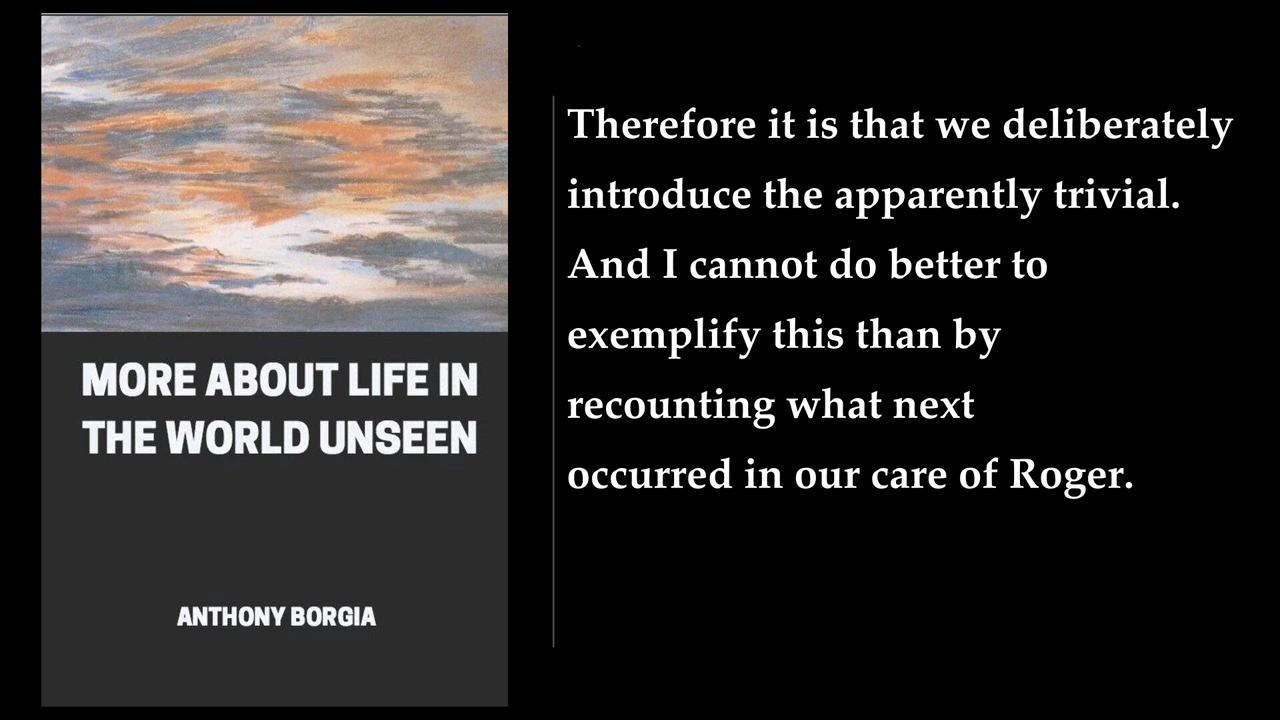 MORE ABOUT LIFE IN
THE WORLD UNSEEN
ANTHONY BORGIA
Therefore it is that we deliberately
introduce the apparently trivial.
And I cannot do better to
exemplify this than by
recounting what next
occurred in our care of Roger.